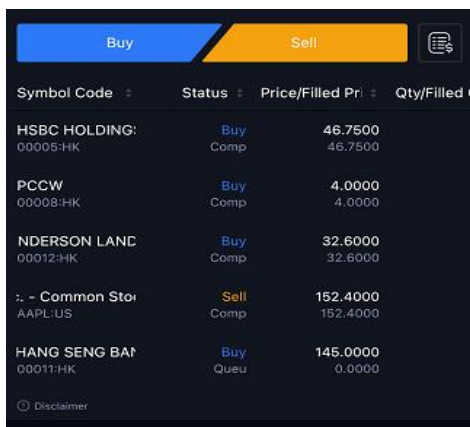 Buy Sell
Symbol Code Status Price/Filled Pri Qty/Filled
HSBC HOLDING Buy 46.7500
00005:HK Comp 46.7500
PCCW Buy 4.0000
00008:HK Comp 4.0000
NDERSON LAND Buy 32.6000
00012:HK Comp 32.6000
. - Common Sto Sell 152.4000
AAPL:US Comp 152.4000
HANG SENG BAN Buy 145.0000
00011:HK Queu 0.0000
Disclaimer